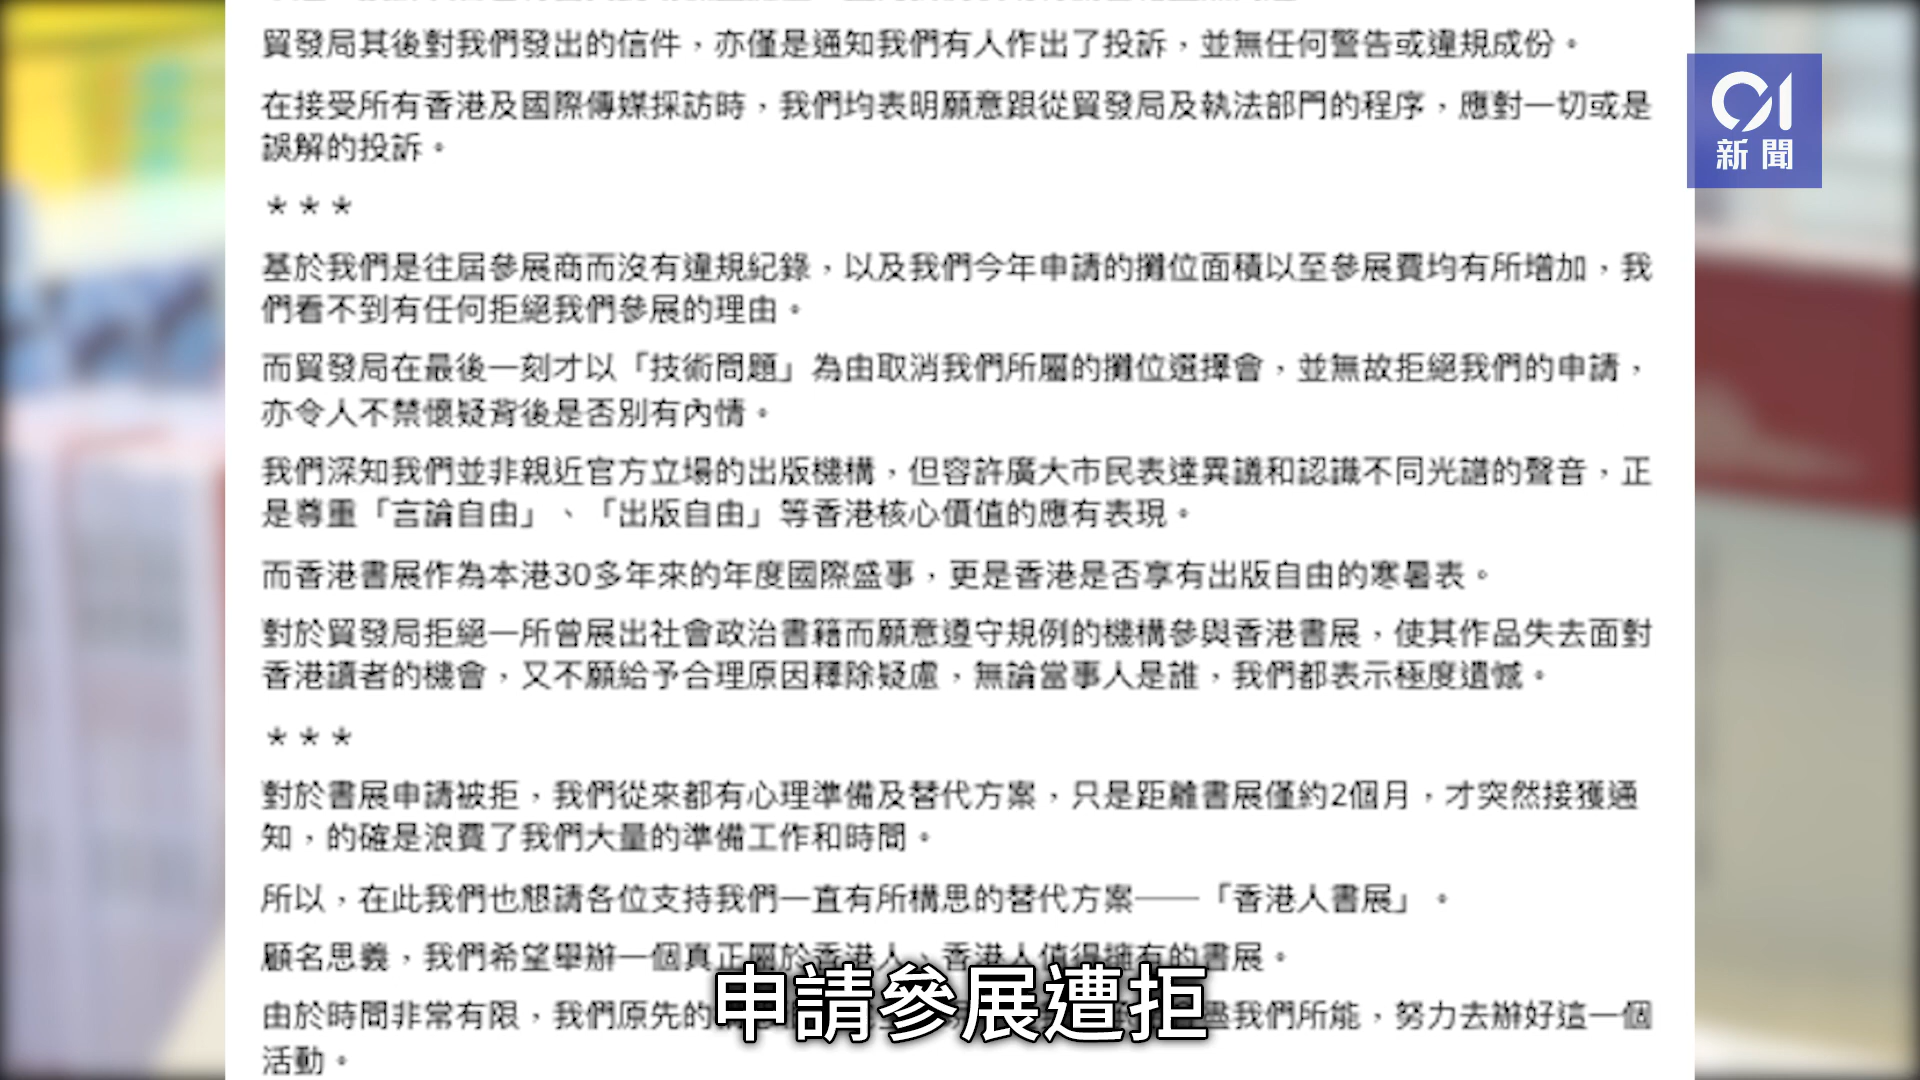 貿發局其後對我們發出的信件，亦僅是通知我們有人作出了投訴，並無任何警告或違規成份。
在接受所有香港及國際傳媒採訪時，我們均表明願意跟從貿發局及執法部門的程序，應對一切或是
誤解的投訴。
＊＊＊
基於我們是往屆參展商而沒有違規紀錄，以及我們今年申請的攤位面積以至參展費均有所增加，我
們看不到有任何拒絕我們參展的理由。
而貿發局在最後一刻才以「技術問題」為由取消我們所屬的攤位選擇會，並無故拒絕我們的申請，
亦令人不禁懷疑背後是否別有內情。
我們深知我們並非親近官方立場的出版機構，但容許廣大市民表達異議和認識不同光譜的聲音，正
是尊重「言論自由」、「出版自由」等香港核心價值的應有表現。
而香港書展作為本港30多年來的年度國際盛事，更是香港是否享有出版自由的寒暑表。
對於貿發局拒絕一所曾展出社會政治書籍而願意遵守規例的機構參與香港書展，使其作品失去面對
香港讀者的機會，又不願給予合理原因釋除疑慮，無論當事人是誰，我們都表示極度遺憾。
＊＊＊
對於書展申請被拒，我們從來都有心理準備及替代方案，只是距離書展僅約2個月，才突然接獲通
知，的確是浪費了我們大量的準備工作和時間。
所以，在此我們也懇請各位支持我們一直有所構思的替代方案——「香港人書展」。
顧名思義，我們希望舉辦一個真正屬於香港人、香港人值得擁有的書展。
由於時間非常有限，我們原先的
盡我們所能，努力去辦好這一個
活動。
申請參展遭拒
01
新聞